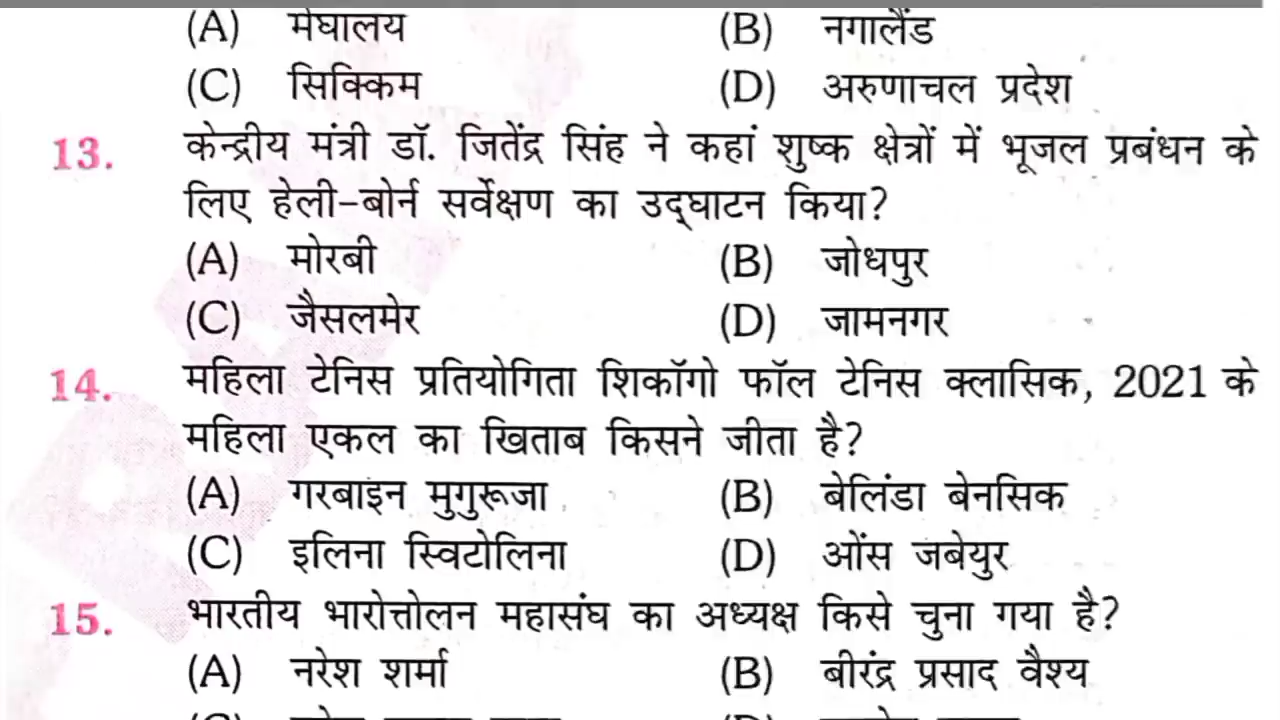 (A) मेघालय (B) नगालैंड
(C) सिक्किम (D) अरुणाचल प्रदेश
13. केन्द्रीय मंत्री डॉ. जितेंद्र सिंह ने कहां शुष्क क्षेत्रों में भूजल प्रबंधन के
लिए हेली-बोर्न सर्वेक्षण का उद्घाटन किया?
(A) मोरबी (B) जोधपुर
(C) जैसलमेर (D) जामनगर
14. महिला टेनिस प्रतियोगिता शिकॉगो फॉल टेनिस क्लासिक, 2021 के
महिला एकल का खिताब किसने जीता है?
(A) गरबाइन मुगुरूजा (B) बेलिंडा बेनसिक
(C) इलिना स्विटोलिना (D) ओंस जबेयुर
15. भारतीय भारोत्तोलन महासंघ का अध्यक्ष किसे चुना गया है?
(A) नरेश शर्मा (B) बीरंद्र प्रसाद वैश्य